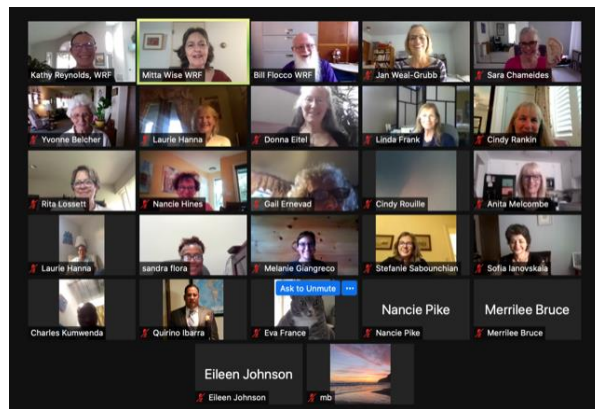 Kathy Reynolds, WRF
Mitta Wise WRF
Bill Flocco WRF
Jan Weal-Grubb
Sara Chameides
Yvonne Belcher
Laurie Hanna
Donna Eitel
Linda Frank
Cindy Rankin
Rita Lossett
Nancie Hines
Gail Ernevad
Cindy Rouille
Anita Melcombe
Laurie Hanna
sandra flora
Melanie Giangreco
Stefanie Sabounchian
Sofia Ianovskaia
Ask to Unmute ...
Charles Kumwenda
Quirino Ibarra
Eva France
Nancie Pike
Nancie Pike
Merrilee Bruce
Merrilee Bruce
Eileen Johnson
Eileen Johnson
mb